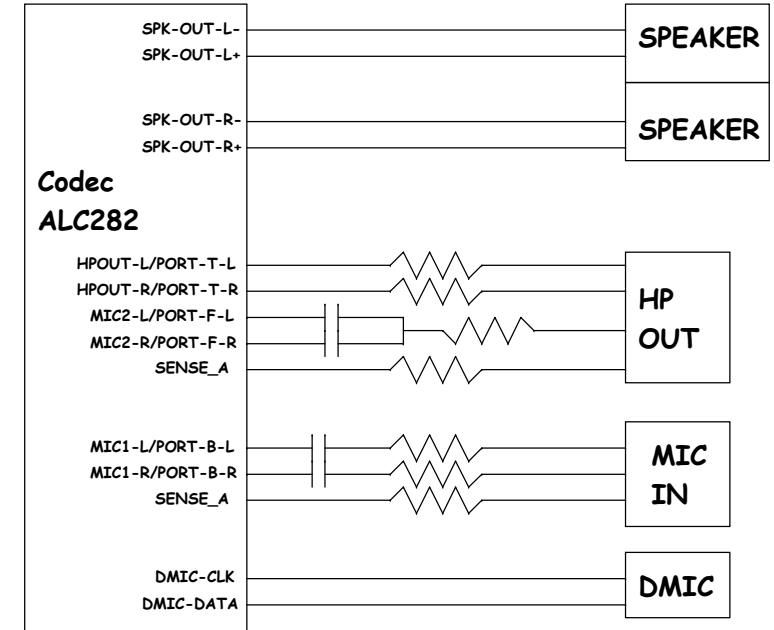 SPK-OUT-L-
SPK-OUT-L+
SPEAKER
SPK-OUT-R-
SPK-OUT-R+
SPEAKER
Codec
ALC282
HPOUT-L/PORT-T-L
HPOUT-R/PORT-T-R
MIC2-L/PORT-F-L
MIC2-R/PORT-F-R
SENSE_A
HP
OUT
MIC1-L/PORT-B-L
MIC1-R/PORT-B-R
SENSE_A
MIC
IN
DMIC-CLK
DMIC-DATA
DMIC